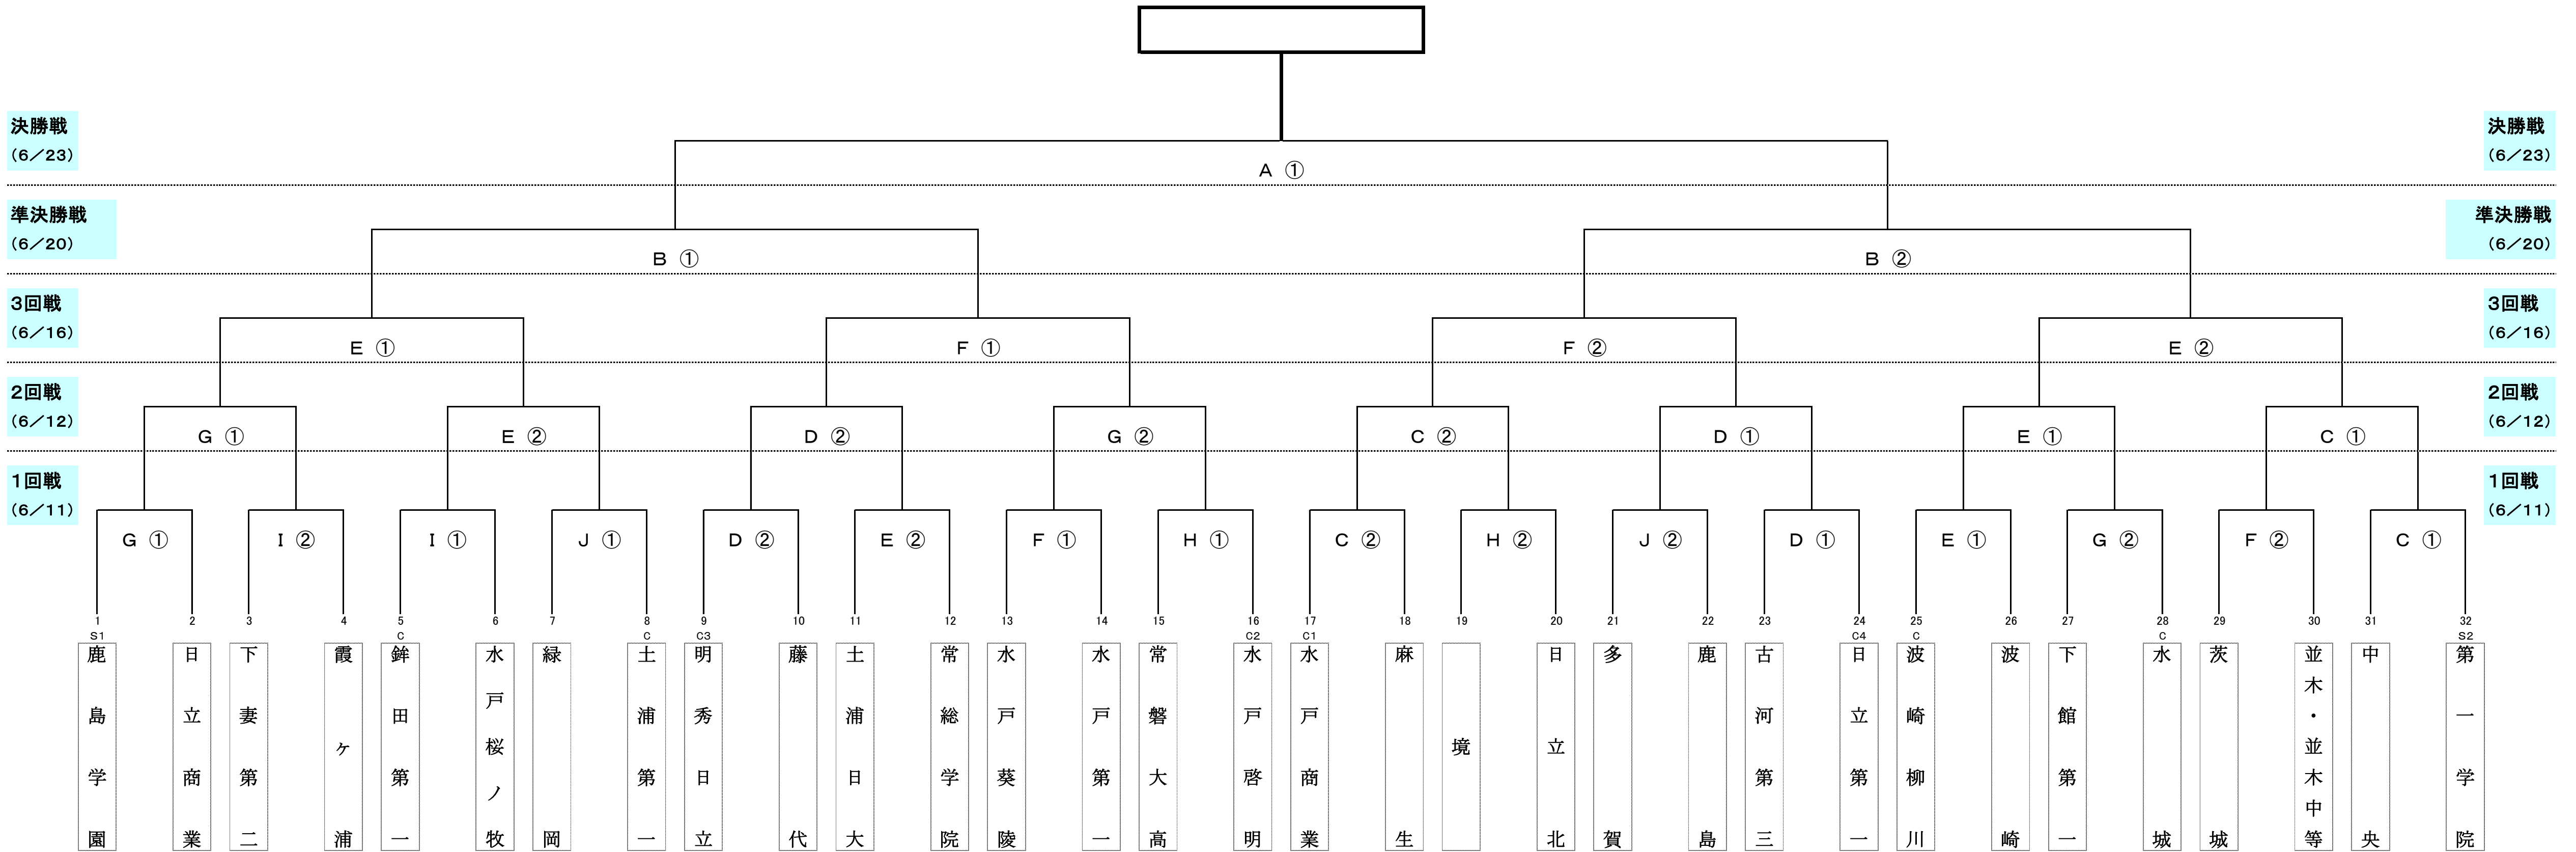 決勝戦
(6／23)
決勝戦
(6／23)
A ①
準決勝戦
(6／20)
準決勝戦
(6／20)
B ①
B ②
3回戦
(6／16)
3回戦
(6／16)
E ①
F ①
F ②
E ②
2回戦
(6／12)
2回戦
(6／12)
G ①
E ②
D ②
G ②
C ②
D ①
E ①
C ①
1回戦
(6／11)
1回戦
(6／11)
G ①
I ②
I ①
J ①
D ②
E ②
F ①
H ①
C ②
H ②
J ②
D ①
E ①
G ②
F ②
C ①
1 2 3 4 5 6 7 8 9 10 11 12 13 14 15 16 17 18 19 20 21 22 23 24 25 26 27 28 29 30 31 32
S1 C C C3 C2 C1 C4 C C S2
鹿島学園
日立商業
下妻第二
霞ヶ浦
鉾田第一
水戸桜ノ牧
緑岡
土浦第一
明秀日立
藤代
土浦日大
常総学院
水戸葵陵
水戸第一
常磐大高
水戸啓明
水戸商業
麻生
境
日立北
多賀
鹿島
古河第三
日立第一
波崎柳川
波崎
下館第一
水城
茨城
並木・並木中等
中央
第一学院